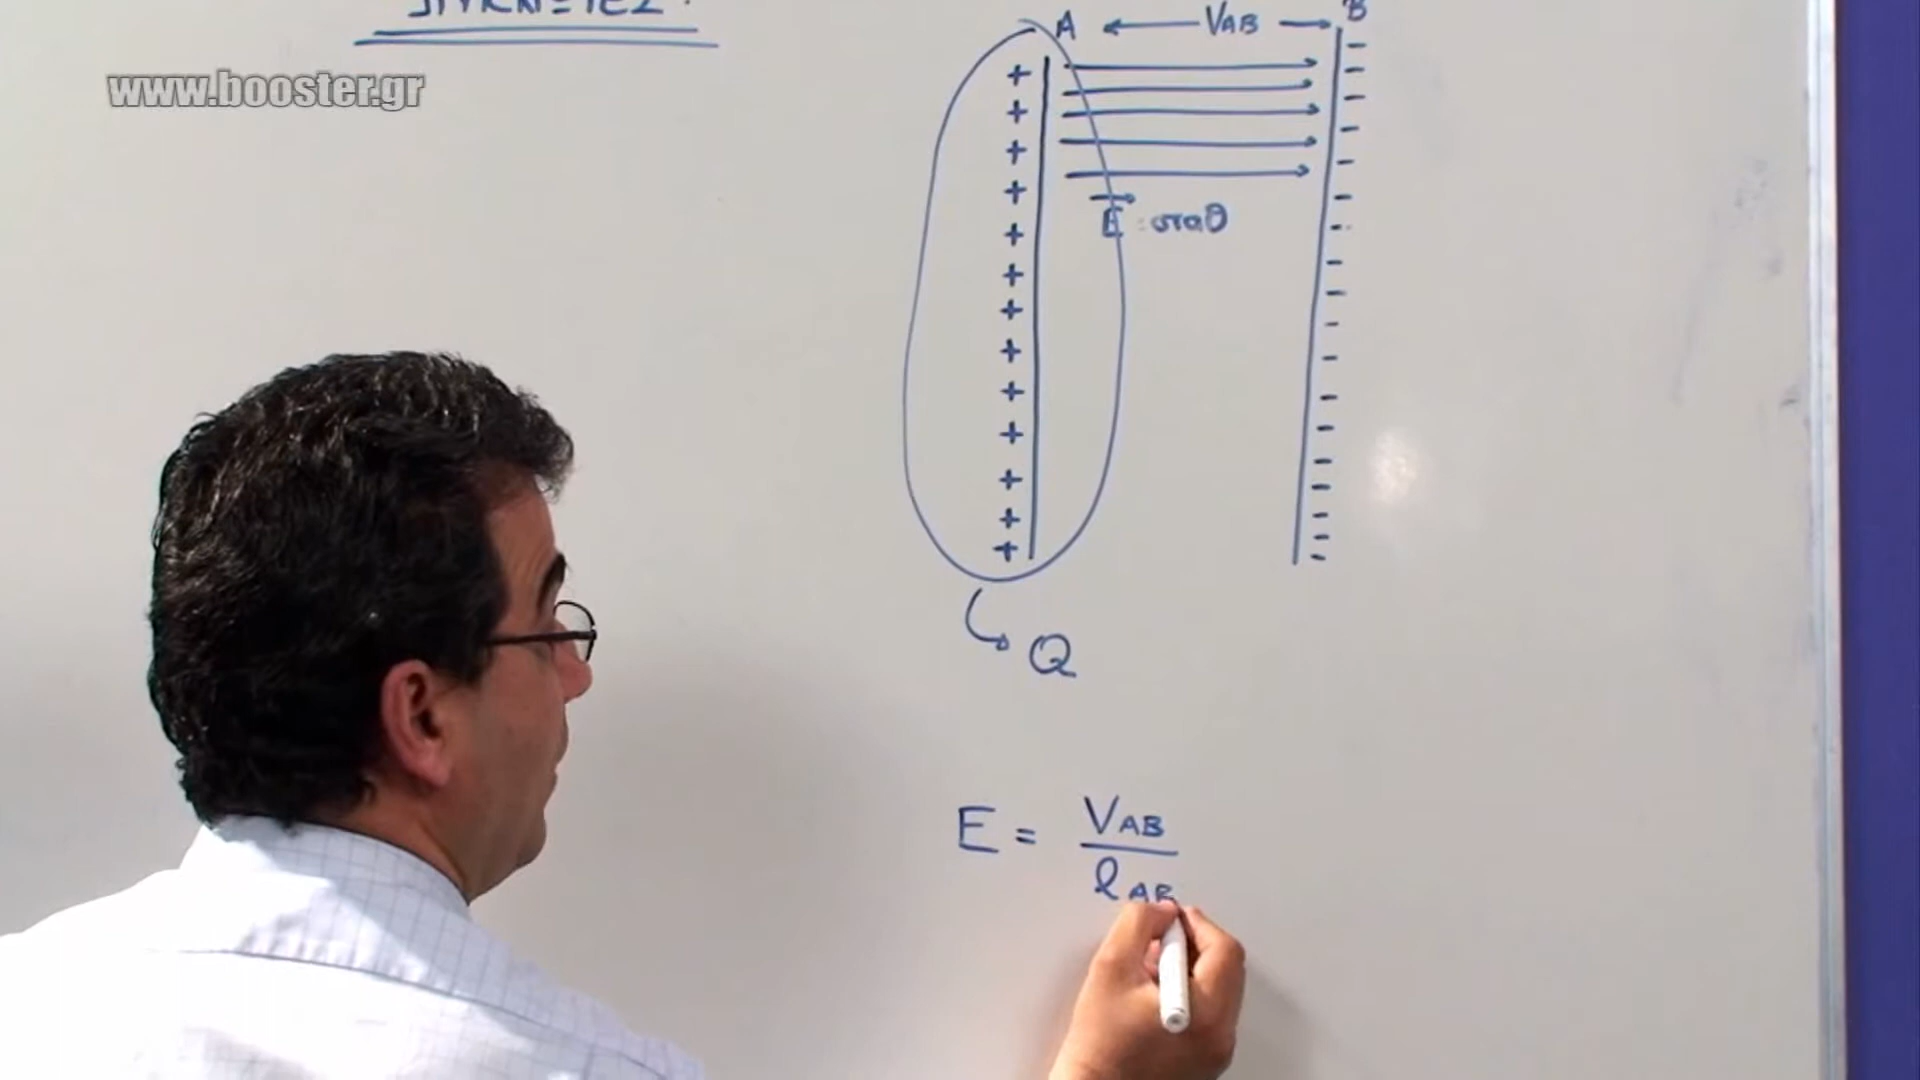 www.booster.gr
A ← VAB → B
E : σταθ
Q
E = VAB
ℓAB